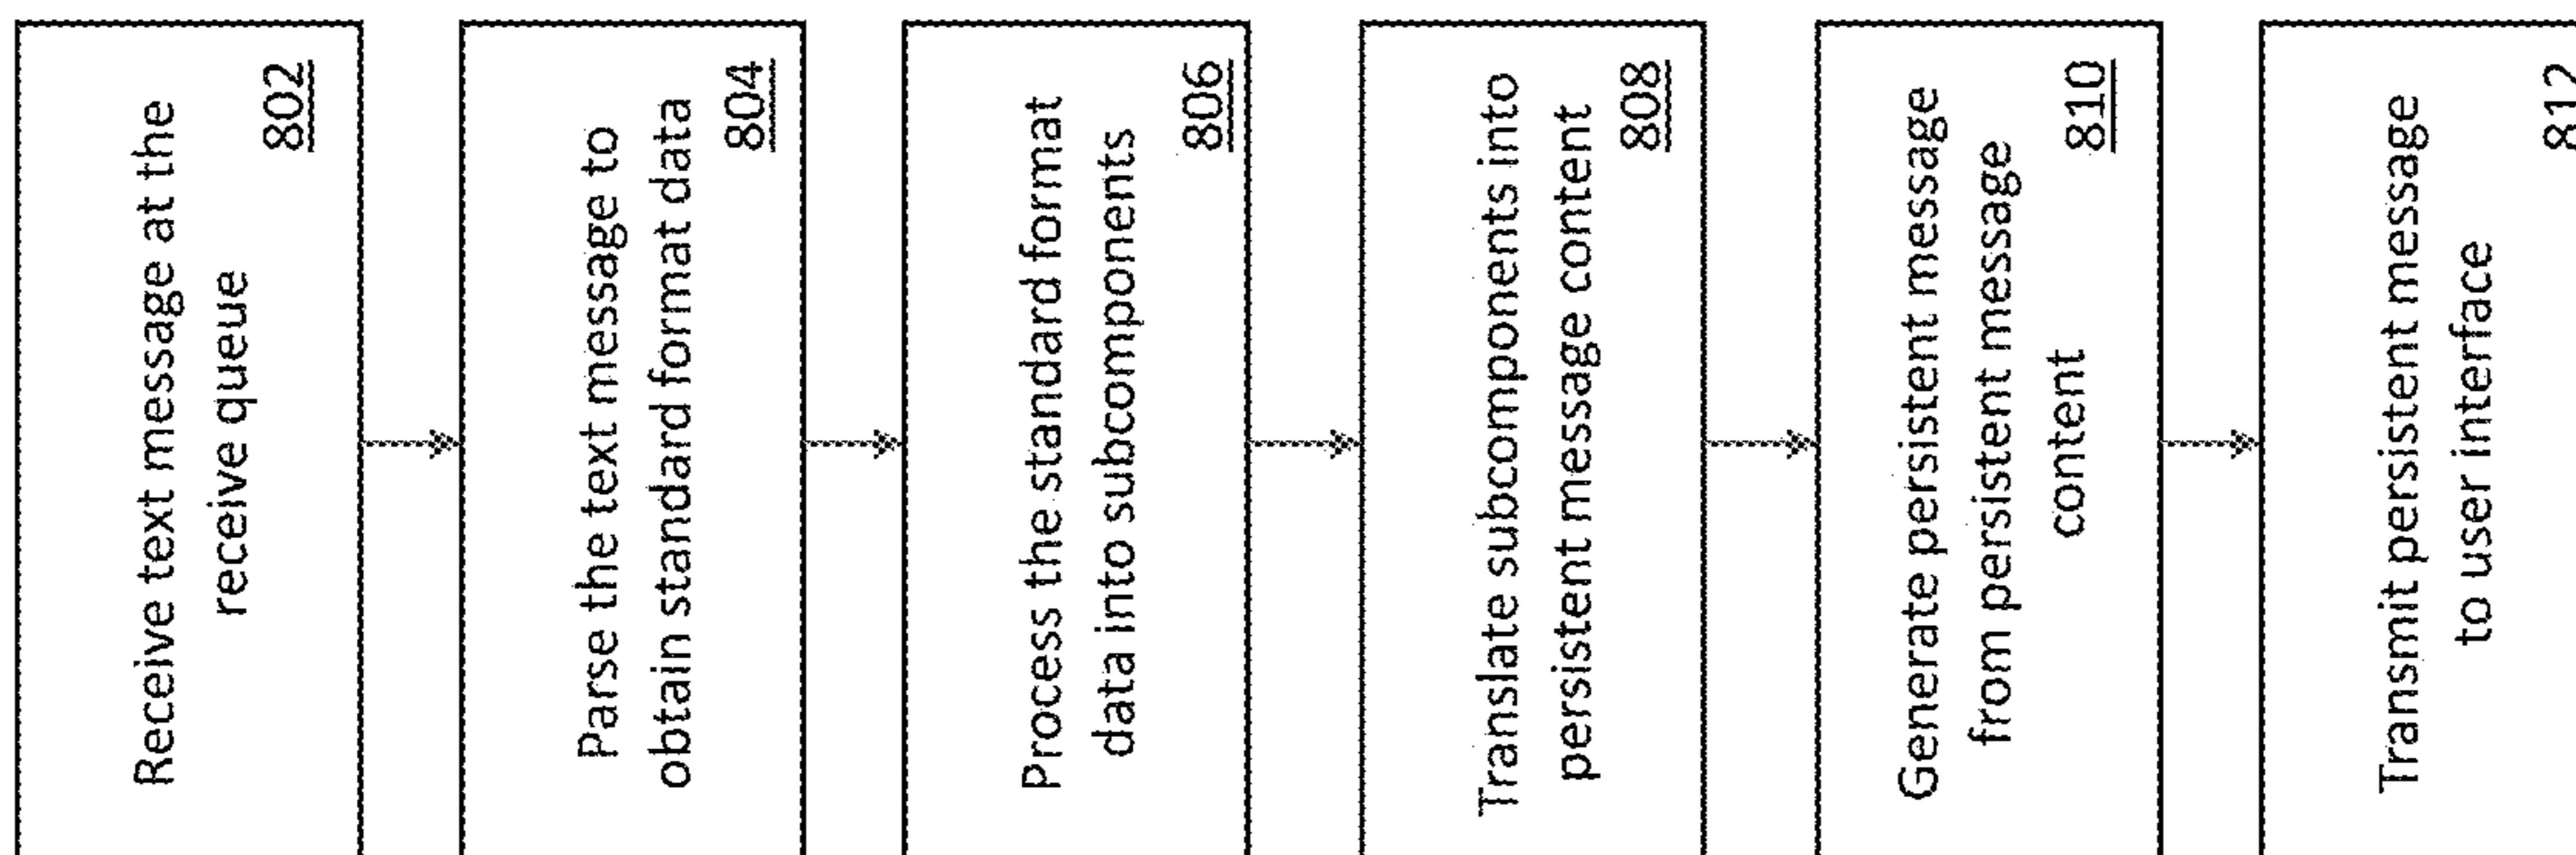 Receive text message at the
receive queue
802
Parse the text message to
obtain standard format data
804
Process the standard format
data into subcomponents
806
Translate subcomponents into
persistent message content
808
Generate persistent message
from persistent message
content
810
Transmit persistent message
to user interface
812